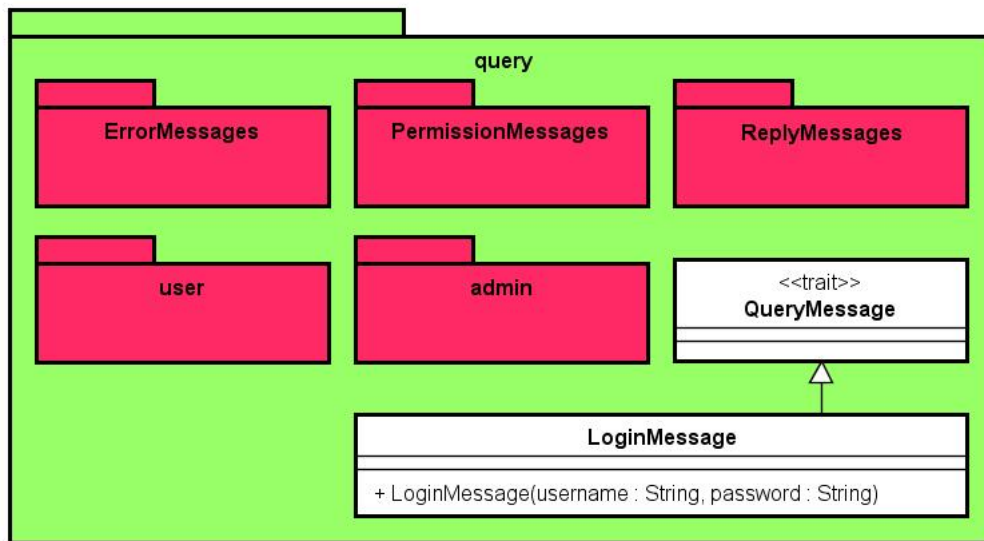 query
ErrorMessages
PermissionMessages
ReplyMessages
user
admin
<<trait>>
QueryMessage
LoginMessage
+ LoginMessage(username : String, password : String)